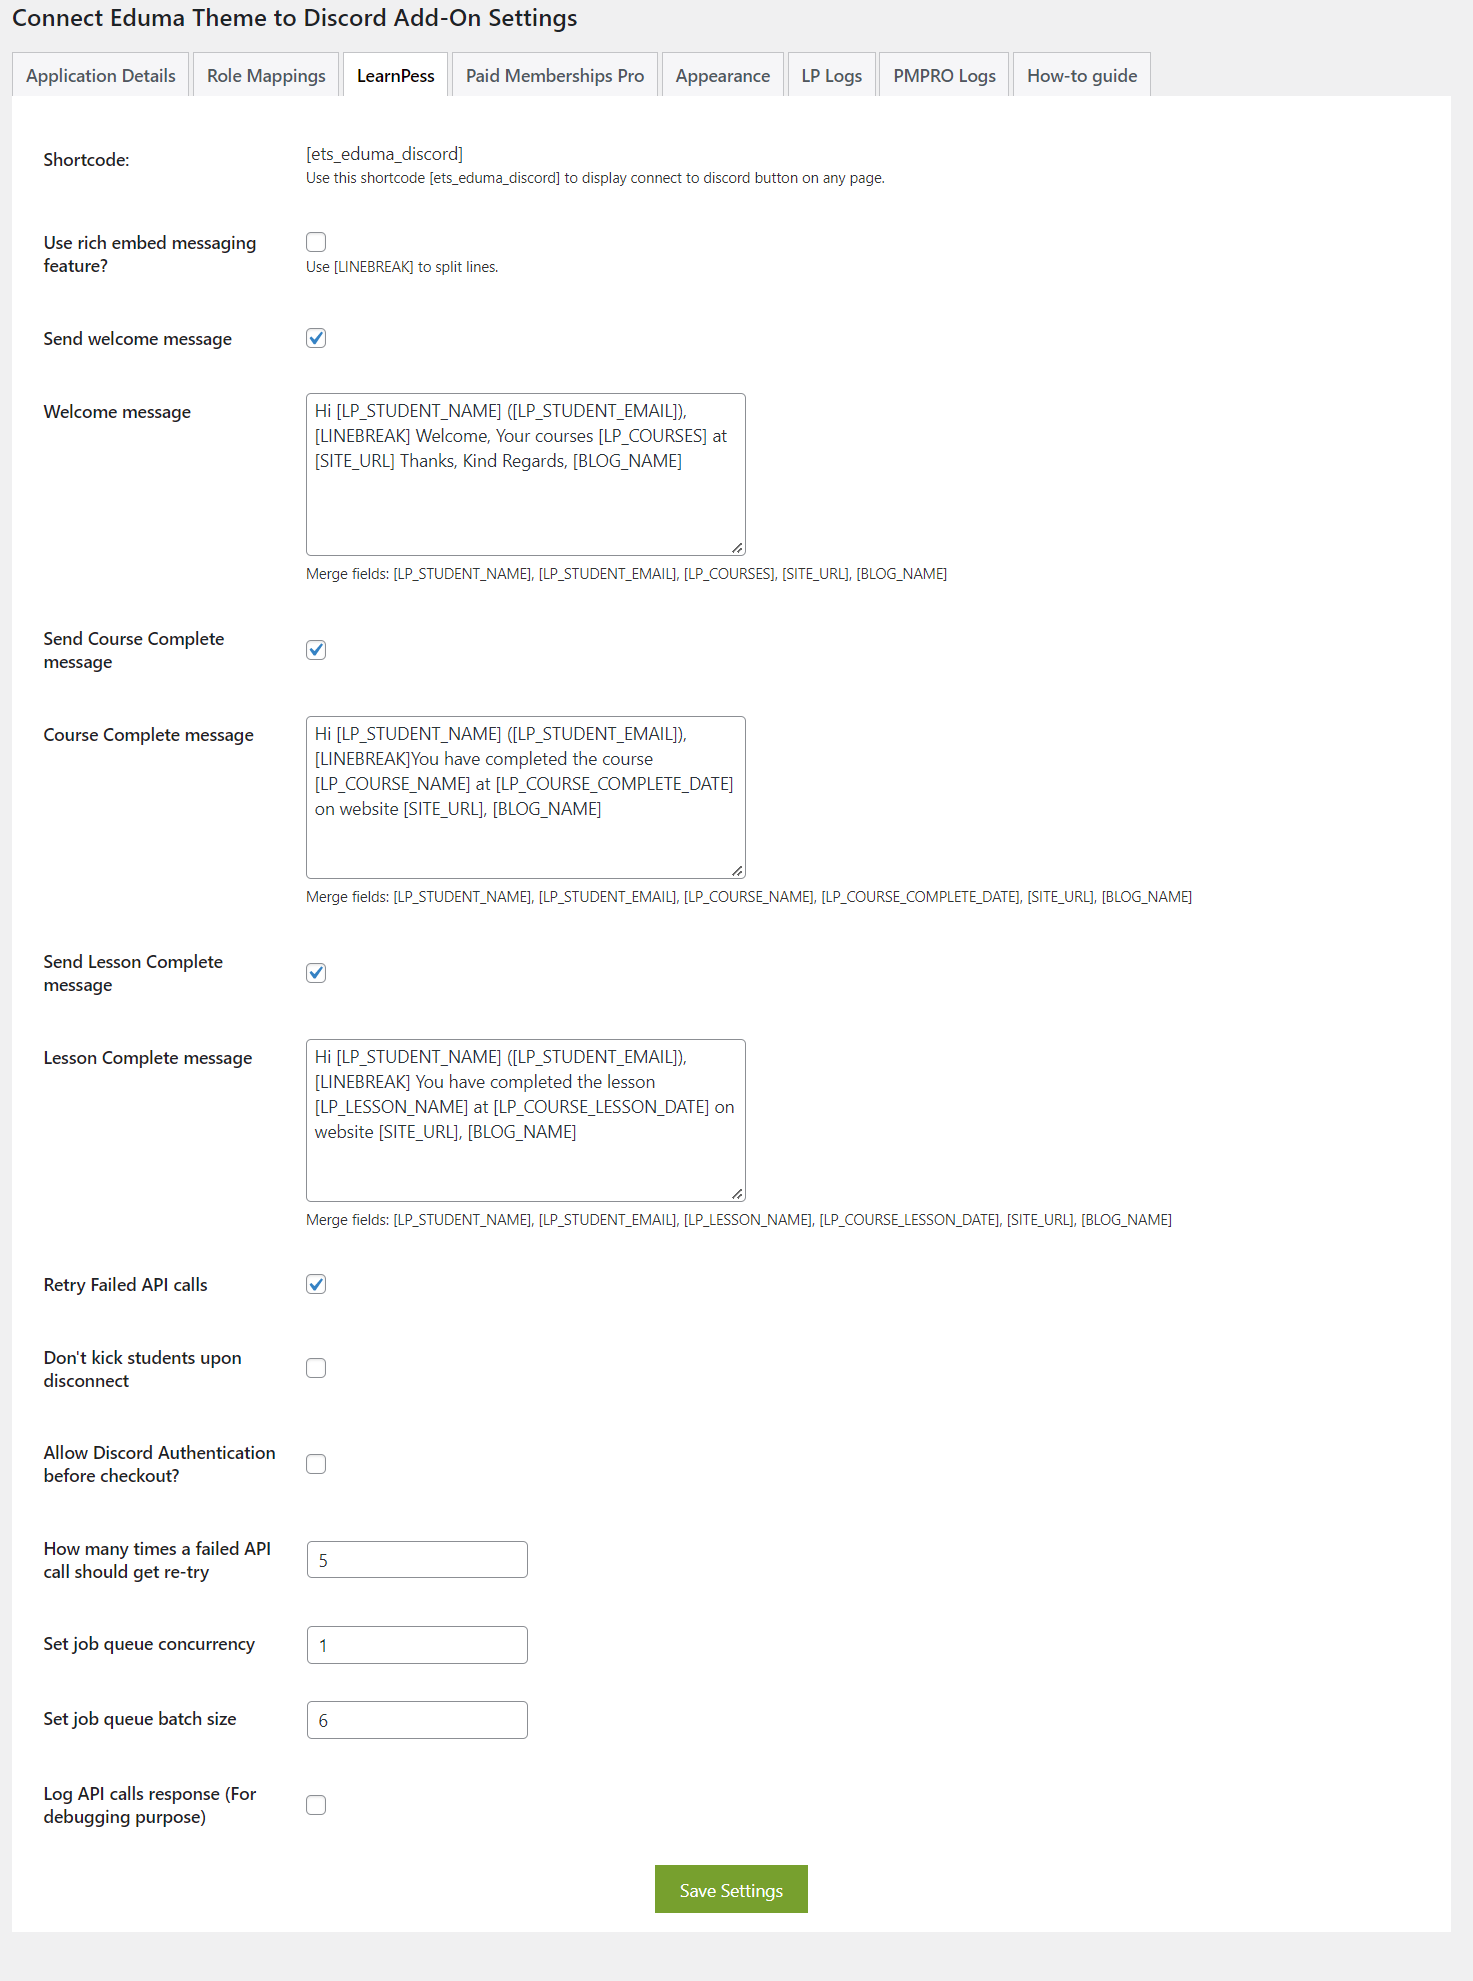 Connect Eduma Theme to Discord Add-On Settings
Application Details
Role Mappings
LearnPess
Paid Memberships Pro
Appearance
LP Logs
PMPRO Logs
How-to guide
Shortcode:
[ets_eduma_discord]
Use this shortcode [ets_eduma_discord] to display connect to discord button on any page.
Use rich embed messaging
feature?
Use [LINEBREAK] to split lines.
Send welcome message
Welcome message
Hi [LP_STUDENT_NAME] ([LP_STUDENT_EMAIL]),
[LINEBREAK] Welcome, Your courses [LP_COURSES] at
[SITE_URL] Thanks, Kind Regards, [BLOG_NAME]
Merge fields: [LP_STUDENT_NAME], [LP_STUDENT_EMAIL], [LP_COURSES], [SITE_URL], [BLOG_NAME]
Send Course Complete
message
Course Complete message
Hi [LP_STUDENT_NAME] ([LP_STUDENT_EMAIL]),
[LINEBREAK]You have completed the course
[LP_COURSE_NAME] at [LP_COURSE_COMPLETE_DATE]
on website [SITE_URL], [BLOG_NAME]
Merge fields: [LP_STUDENT_NAME], [LP_STUDENT_EMAIL], [LP_COURSE_NAME], [LP_COURSE_COMPLETE_DATE], [SITE_URL], [BLOG_NAME]
Send Lesson Complete
message
Lesson Complete message
Hi [LP_STUDENT_NAME] ([LP_STUDENT_EMAIL]),
[LINEBREAK] You have completed the lesson
[LP_LESSON_NAME] at [LP_COURSE_LESSON_DATE] on
website [SITE_URL], [BLOG_NAME]
Merge fields: [LP_STUDENT_NAME], [LP_STUDENT_EMAIL], [LP_LESSON_NAME], [LP_COURSE_LESSON_DATE], [SITE_URL], [BLOG_NAME]
Retry Failed API calls
Don't kick students upon
disconnect
Allow Discord Authentication
before checkout?
How many times a failed API
call should get re-try
5
Set job queue concurrency
1
Set job queue batch size
6
Log API calls response (For
debugging purpose)
Save Settings